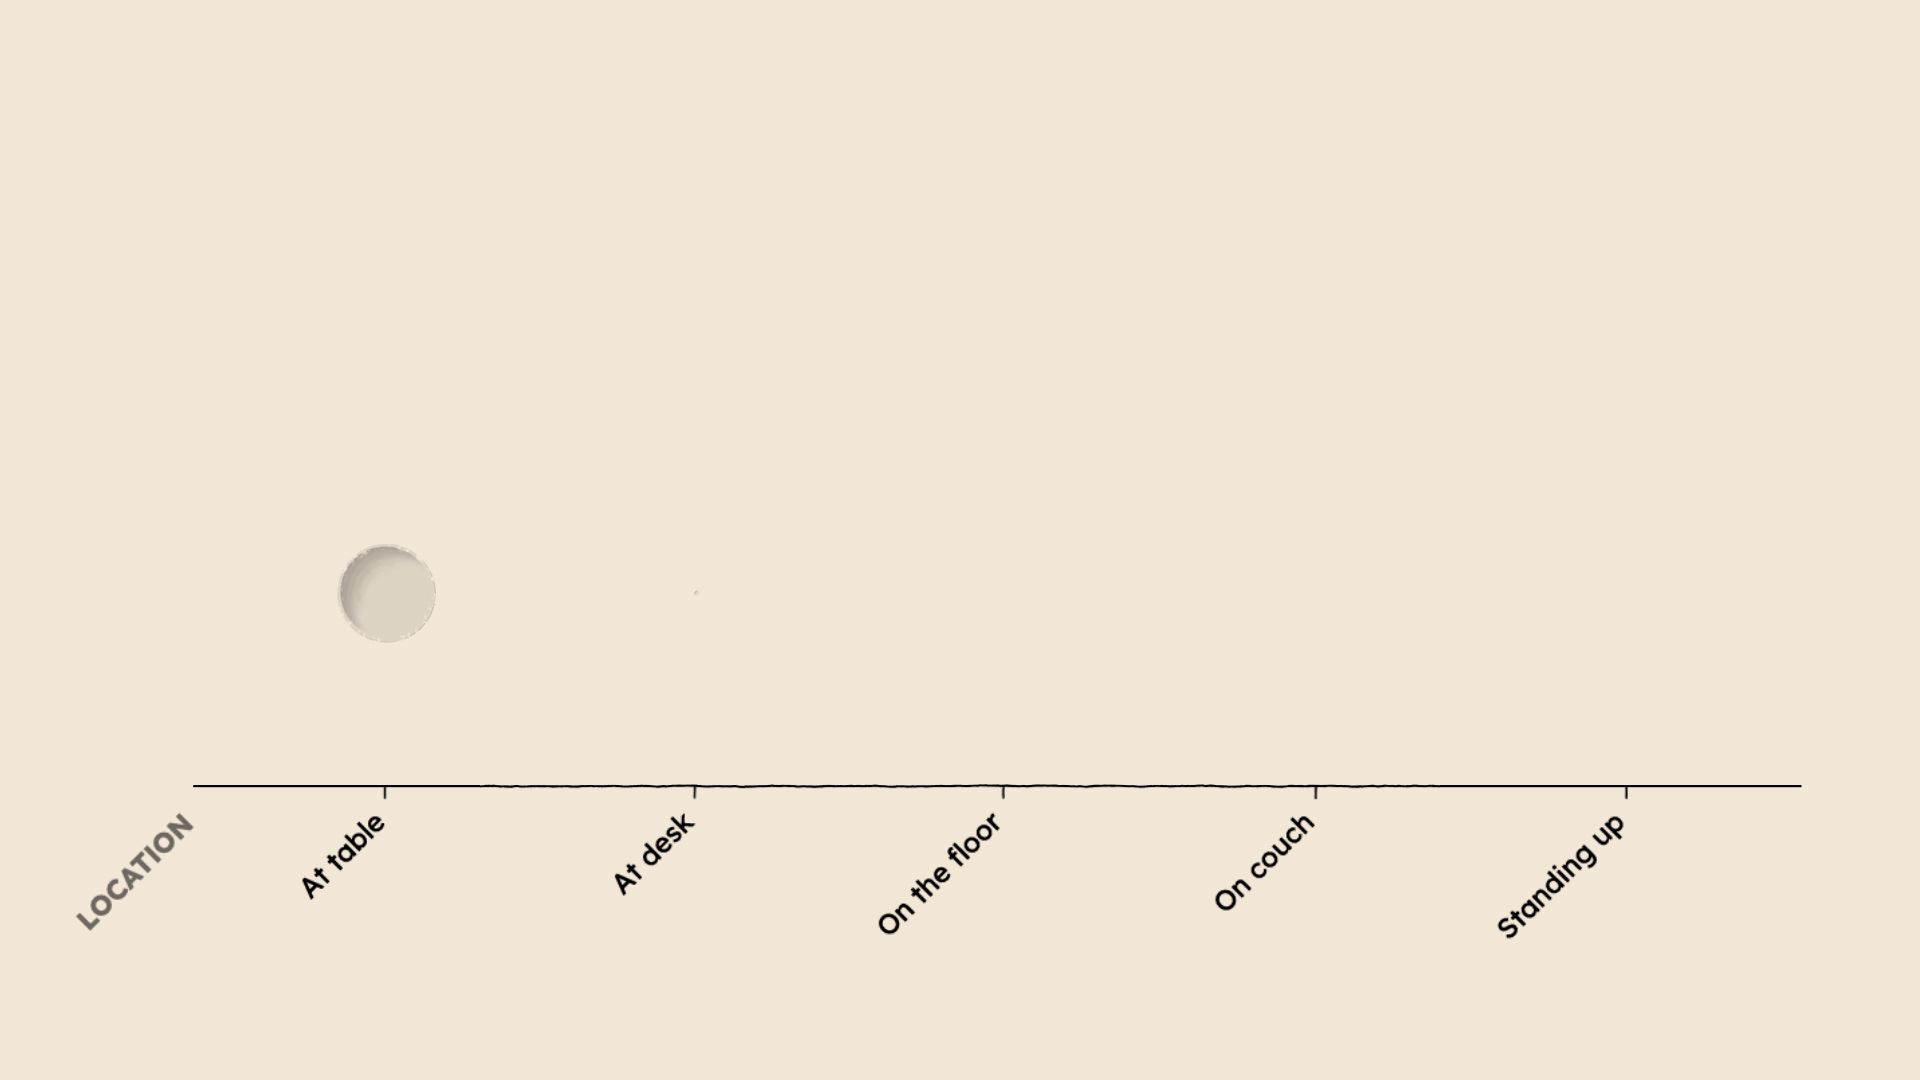 LOCATION
At table
At desk
On the floor
On couch
Standing up